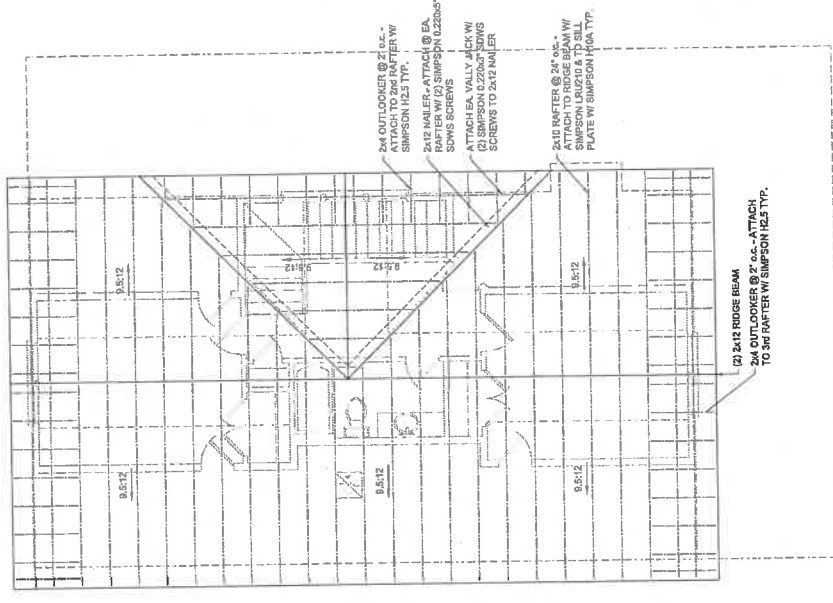 2x4 OUTLOOKER @ 2' o.c. -
ATTACH TO 2nd RAFTER W/
SIMPSON H2.5 TYP.
2x12 NAILER - ATTACH @ EA.
RAFTER W/ (2) SIMPSON 0.220x5"
SDWS SCREWS
ATTACH EA. VALLY JACK W/
(2) SIMPSON 0.220x3" SDWS
SCREWS TO 2x12 NAILER
2x10 RAFTER @ 24" o.c. -
ATTACH TO RIDGE BEAM W/
SIMPSON LRU210 & TO SILL
PLATE W/ SIMPSON H10A TYP.
9.5:12
9.5:12
9.5:12
9.5:12
9.5:12
9.5:12
9.5:12
(2) 2x12 RIDGE BEAM
2x4 OUTLOOKER @ 2" o.c. - ATTACH
TO 3rd RAFTER W/ SIMPSON H2.5 TYP.